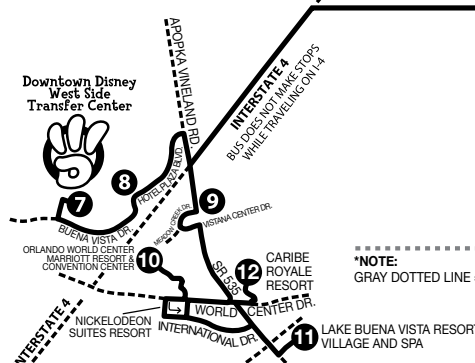 APOPKA VINELAND RD.
INTERSTATE 4
BUS DOES NOT MAKE STOPS
WHILE TRAVELING ON I-4
Downtown Disney
West Side
Transfer Center
7
8
HOTEL PLAZA BLVD.
9
MEADOW CREEK DR.
VISTANA CENTER DR.
BUENA VISTA DR.
ORLANDO WORLD CENTER
MARRIOTT RESORT &
CONVENTION CENTER
10
SR 535
12
CARIBE
ROYALE
RESORT
*NOTE:
GRAY DOTTED LINE
WORLD CENTER DR.
INTERSTATE 4
NICKELODEON
SUITES RESORT
INTERNATIONAL DR.
11
LAKE BUENA VISTA RESORT
VILLAGE AND SPA